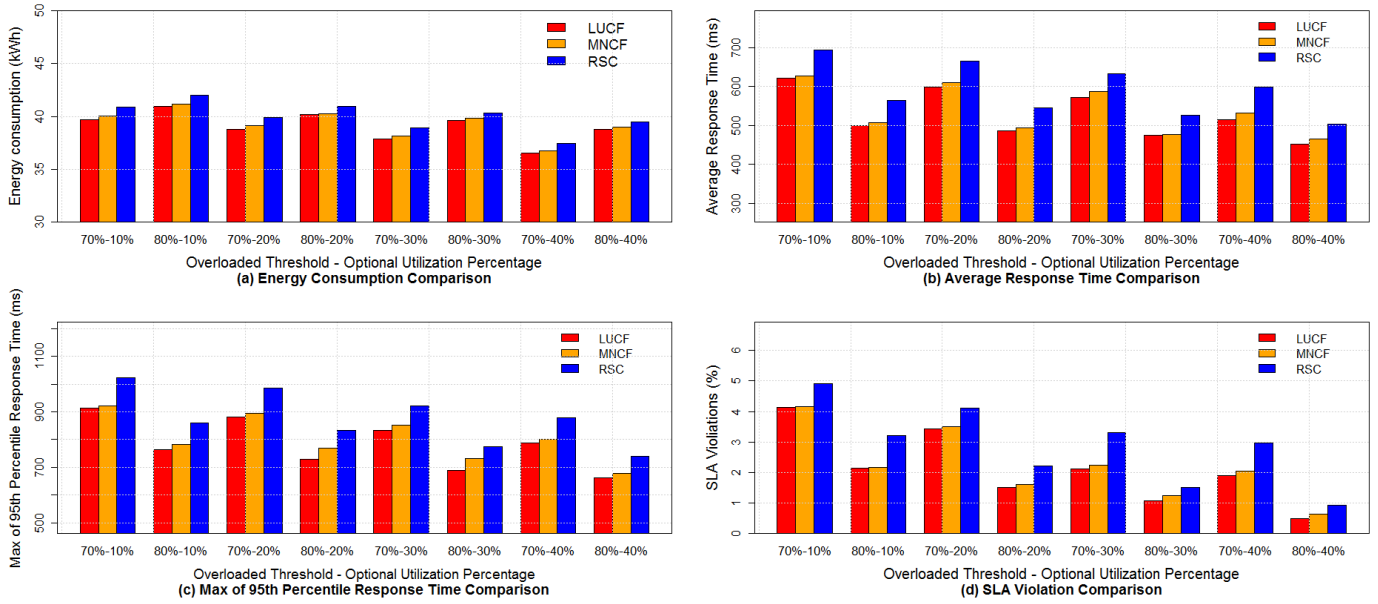 Energy consumption (kWh)
50
45
40
35
30
LUCF
MNCF
RSC
70%-10% 80%-10% 70%-20% 80%-20% 70%-30% 80%-30% 70%-40% 80%-40%
Overloaded Threshold - Optional Utilization Percentage
(a) Energy Consumption Comparison
Average Response Time (ms)
700
600
500
400
300
LUCF
MNCF
RSC
70%-10% 80%-10% 70%-20% 80%-20% 70%-30% 80%-30% 70%-40% 80%-40%
Overloaded Threshold - Optional Utilization Percentage
(b) Average Response Time Comparison
Max of 95th Percentile Response Time (ms)
1100
900
700
500
LUCF
MNCF
RSC
70%-10% 80%-10% 70%-20% 80%-20% 70%-30% 80%-30% 70%-40% 80%-40%
Overloaded Threshold - Optional Utilization Percentage
(c) Max of 95th Percentile Response Time Comparison
SLA Violiations (%)
6
5
4
3
2
1
0
LUCF
MNCF
RSC
70%-10% 80%-10% 70%-20% 80%-20% 70%-30% 80%-30% 70%-40% 80%-40%
Overloaded Threshold - Optional Utilization Percentage
(d) SLA Violation Comparison